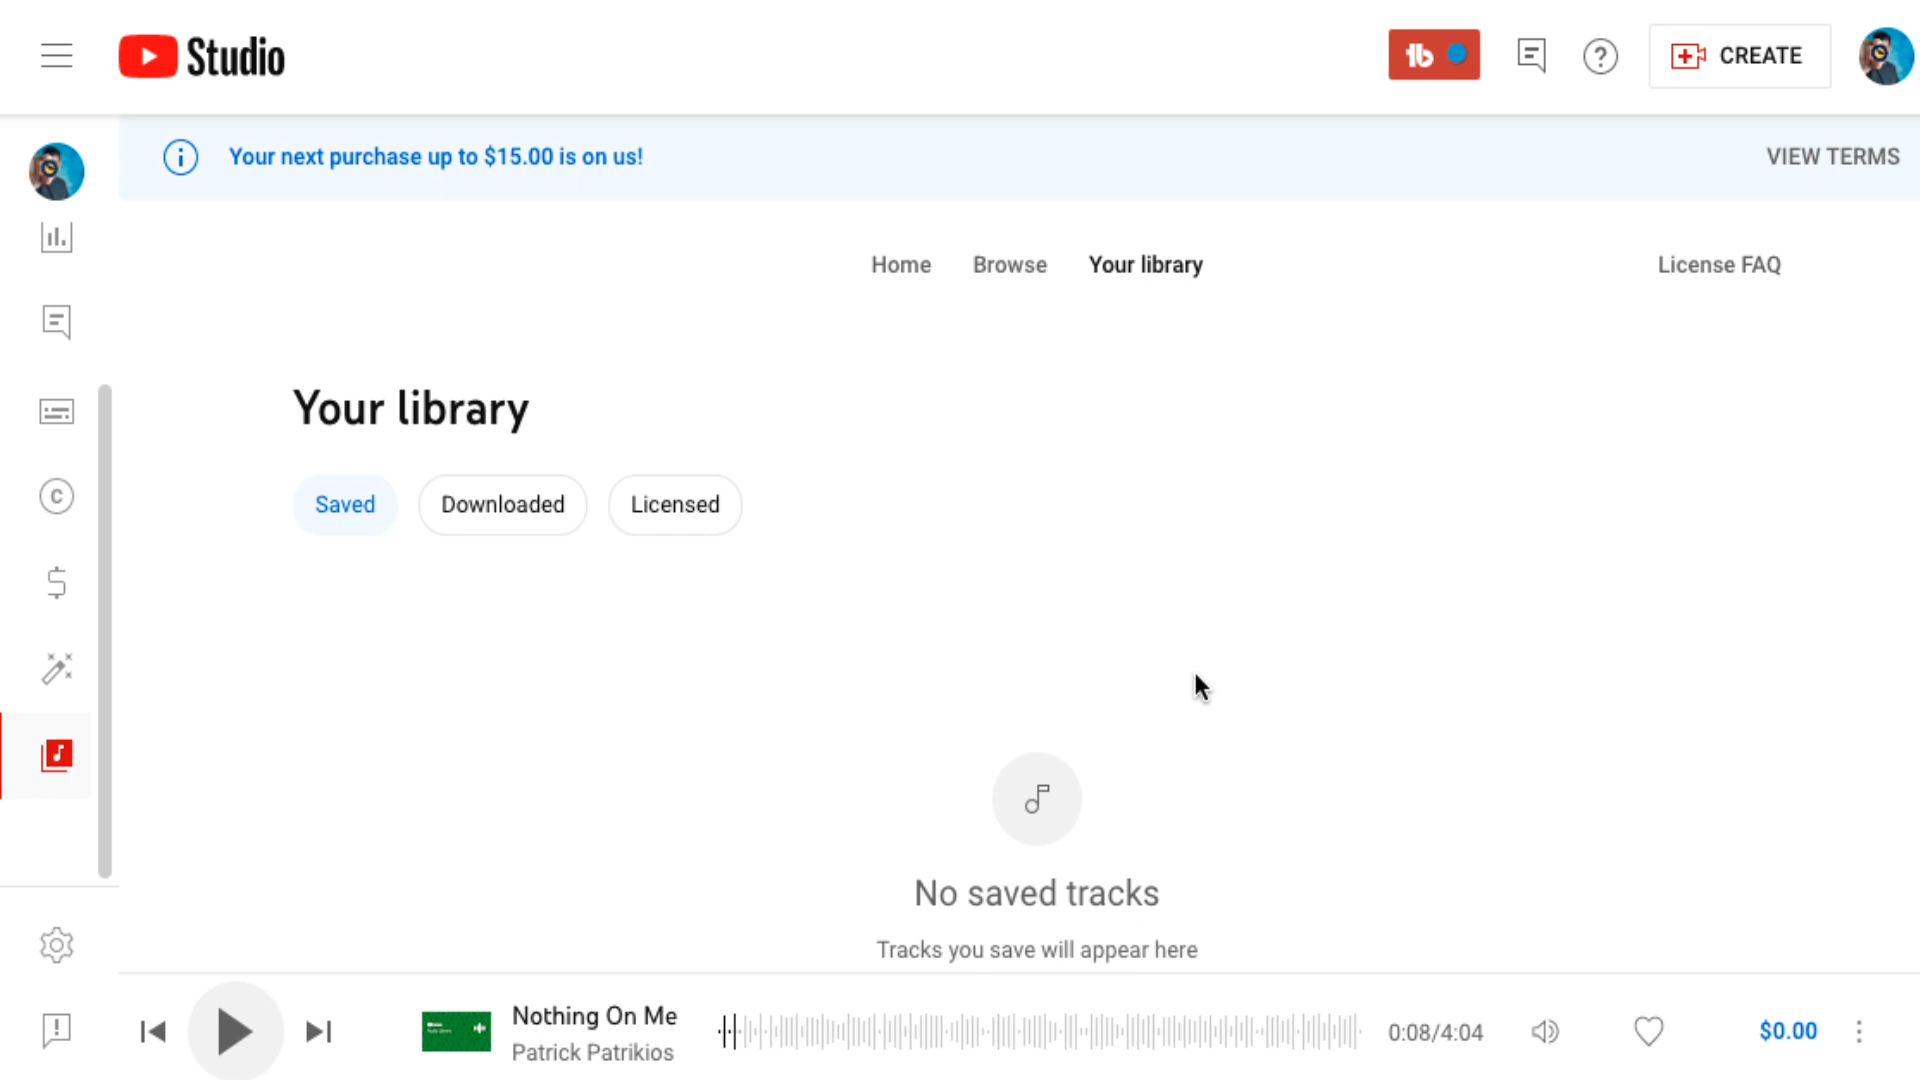 Studio
tb
CREATE
Your next purchase up to $15.00 is on us!
VIEW TERMS
Home
Browse
Your library
License FAQ
Your library
Saved
Downloaded
Licensed
No saved tracks
Tracks you save will appear here
Nothing On Me
Patrick Patrikios
0:08/4:04
$0.00